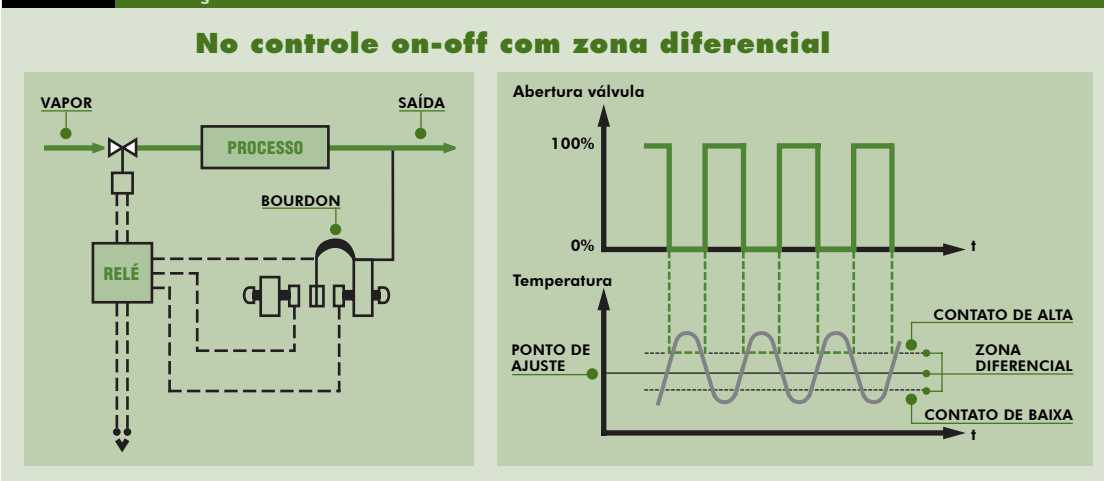 No controle on-off com zona diferencial
VAPOR
SAÍDA
PROCESSO
BOURDON
RELÉ
Abertura válvula
100%
0%
t
Temperatura
CONTATO DE ALTA
PONTO DE
AJUSTE
ZONA
DIFERENCIAL
CONTATO DE BAIXA
t